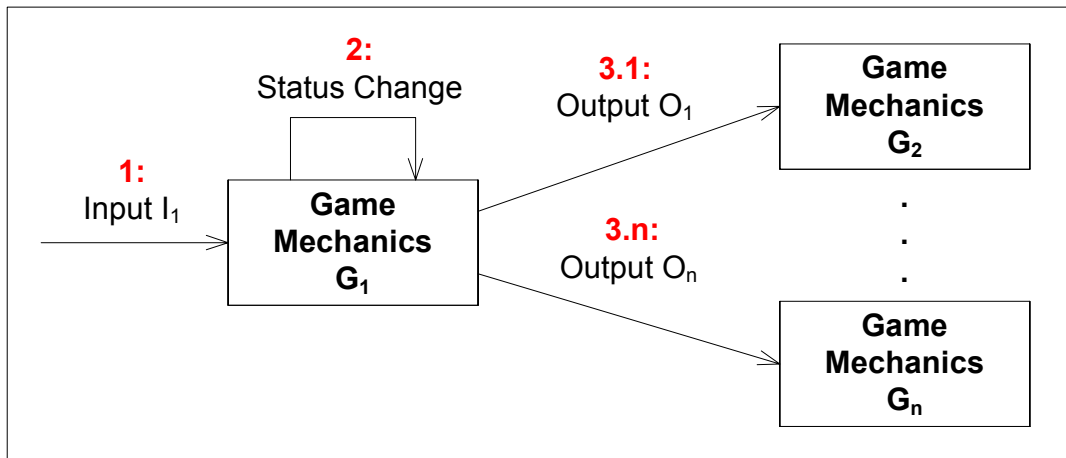 1:
Input I₁
2:
Status Change
Game
Mechanics
G₁
3.1:
Output O₁
3.n:
Output Oₙ
Game
Mechanics
G₂
.
.
.
Game
Mechanics
Gₙ